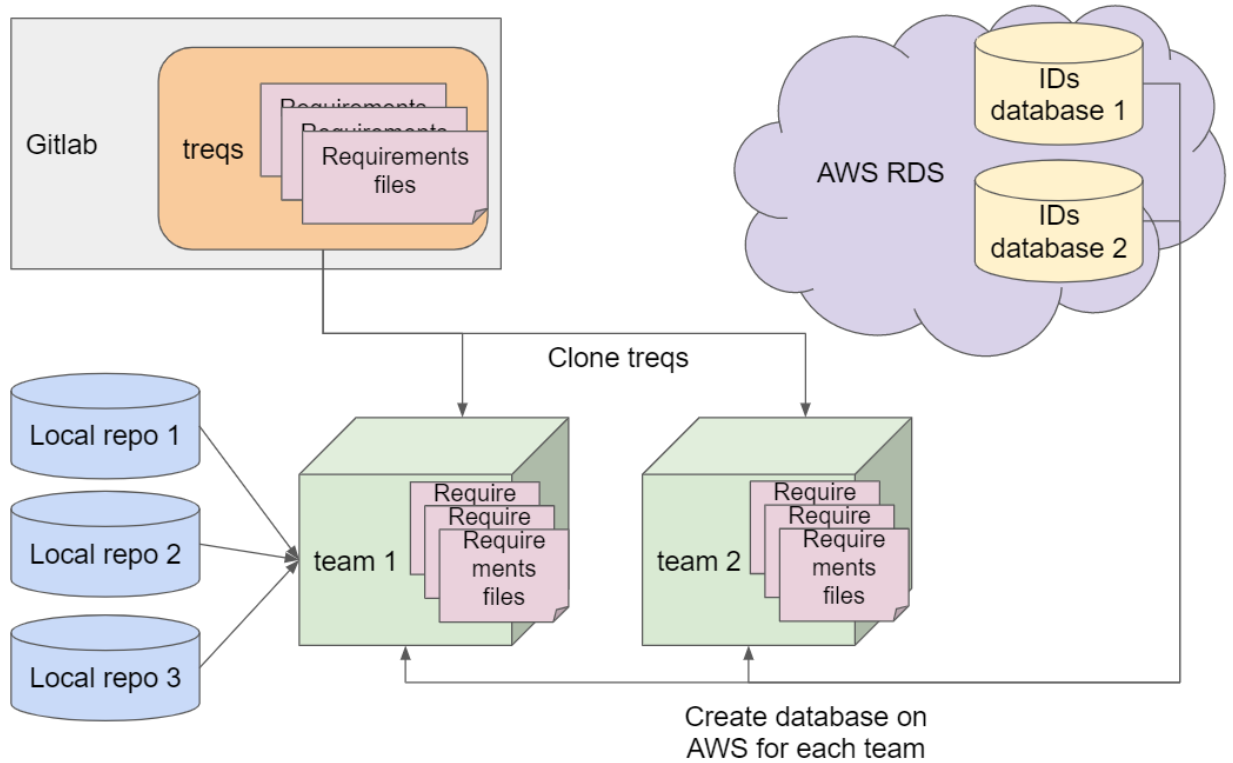 Gitlab
treqs
Requirements
Requirements
Requirements
files
AWS RDS
IDs
database 1
IDs
database 2
Clone treqs
Local repo 1
Local repo 2
Local repo 3
team 1
Require
Require
Require
ments
files
team 2
Require
Require
Require
ments
files
Create database on
AWS for each team